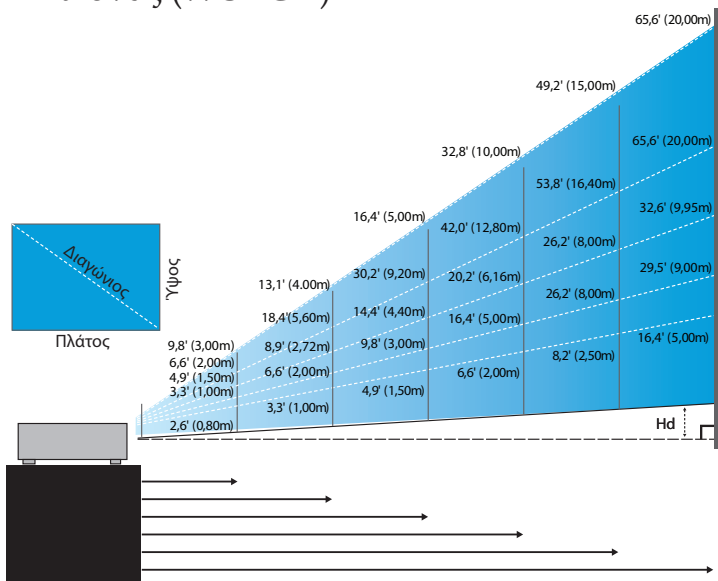 65,6' (20,00m)
49,2' (15,00m)
32,8' (10,00m)
65,6' (20,00m)
53,8' (16,40m)
16,4' (5,00m)
42,0' (12,80m)
32,6' (9,95m)
26,2' (8,00m)
13,1' (4.00m)
30,2' (9,20m)
20,2' (6,16m)
29,5' (9,00m)
26,2' (8,00m)
18,4'(5,60m)
14,4' (4,40m)
16,4' (5,00m)
16,4' (5,00m)
9,8' (3,00m)
8,9' (2,72m)
9,8' (3,00m)
8,2' (2,50m)
6,6' (2,00m)
6,6' (2,00m)
6,6' (2,00m)
4,9' (1,50m)
4,9' (1,50m)
3,3' (1,00m)
3,3' (1,00m)
2,6' (0,80m)
Διαγώνιος
Ύψος
Πλάτος
Hd